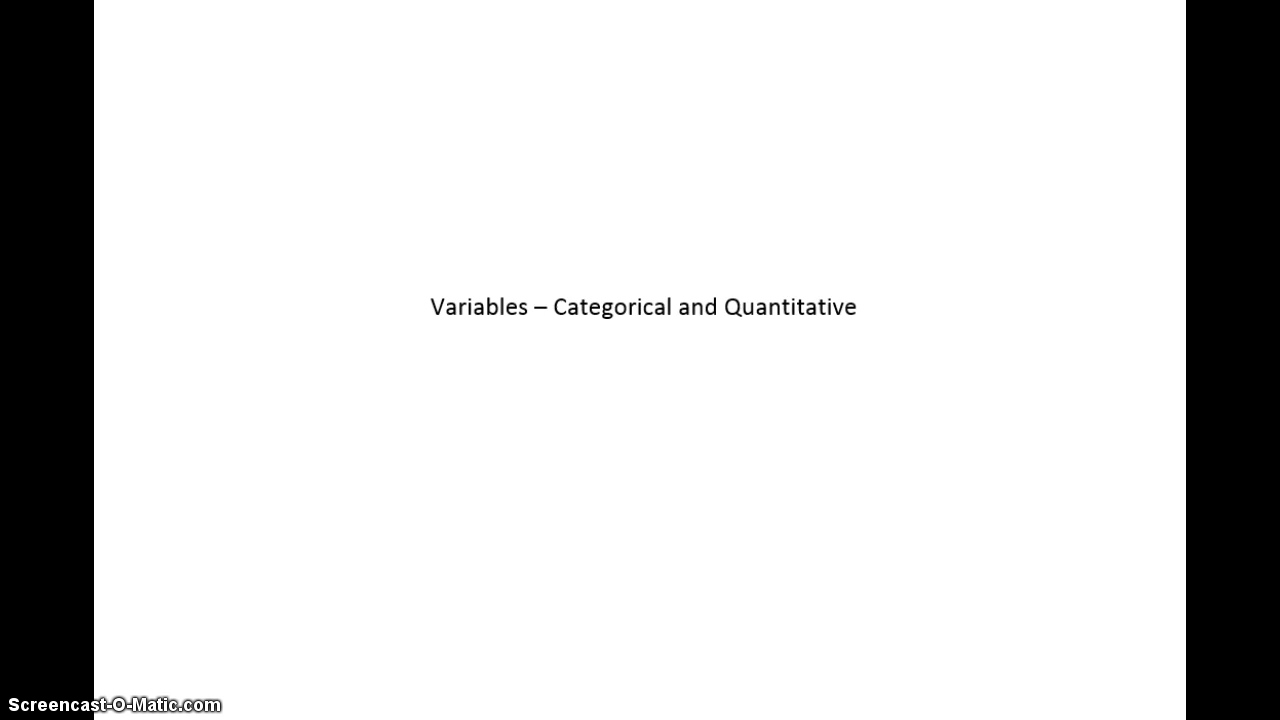 Variables – Categorical and Quantitative
Screencast-O-Matic.com